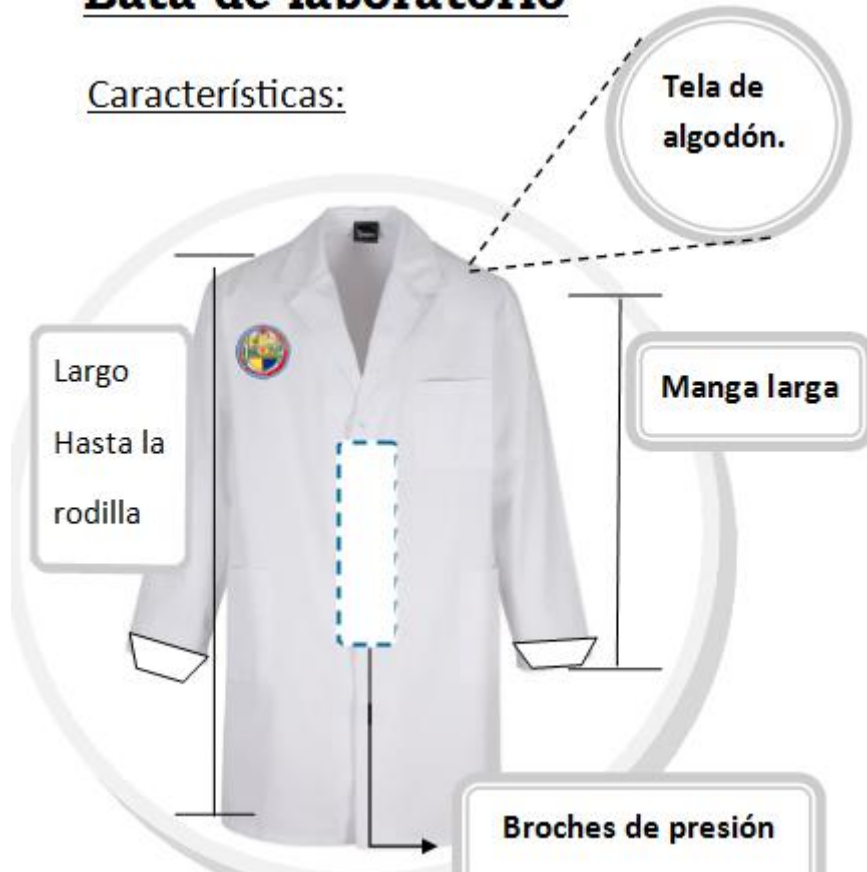 Bata de laboratorio
Características:
Tela de
algodón.
Largo
Hasta la
rodilla
Manga larga
Broches de presión